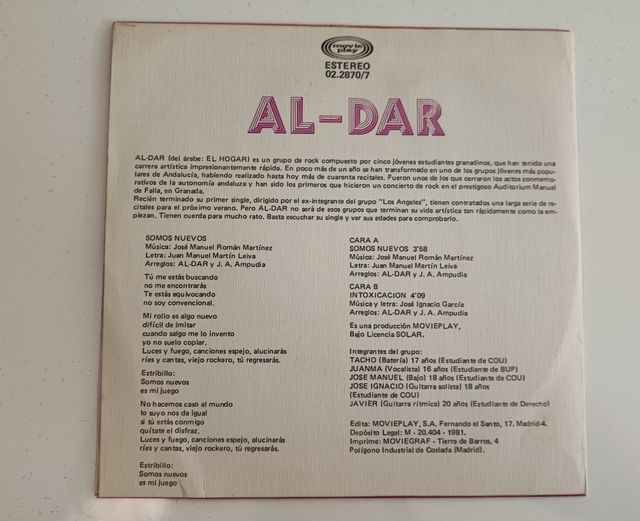 movie
play
ESTEREO
02.2870/7
AL-DAR
AL-DAR (del árabe: EL HOGAR) es un grupo de rock compuesto por cinco jóvenes estudiantes granadinos, que han tenido una
carrera artística impresionantemente rápida. En poco mas de un año se han transformado en uno de los grupos jóvenes más popu-
lares de Andalucía, habiendo realizado hasta hoy más de cuarenta recitales. Fueron unos de los que cerraron los actos conmemo-
rativos de la autonomía andaluza y han sido los primeros que hicieron un concierto de rock en el prestigioso Auditorium Manuel
de Falla, en Granada.
Recién terminado su primer single, dirigido por el ex-integrante del grupo "Los Angeles", tienen contratados una larga serie de re-
citales para el próximo verano. Pero AL-DAR no será de esos grupos que terminan su vida artística tan rápidamente como la em-
piezan. Tienen cuerda para mucho rato. Basta escuchar su single y ver sus edades para comprobarlo.
SOMOS NUEVOS
Música: José Manuel Román Martínez
Letra: Juan Manuel Martín Leiva
Arreglos: AL-DAR y J. A. Ampudia
Tú me estás buscando
no me encontrarás
Te estás equivocando
no soy convencional.
Mi rollo es algo nuevo
difícil de imitar
cuando salgo me lo invento
yo no suelo copiar.
Luces y fuego, canciones espejo, alucinarás
ríes y cantas, viejo rockero, tú regresarás.
Estribillo:
Somos nuevos
es mi juego
No hacemos caso al mundo
lo suyo nos da igual
si tú estás conmigo
quítate el disfraz.
Luces y fuego, canciones espejo, alucinarás
ríes y cantas, viejo rockero, tú regresarás.
Estribillo:
Somos nuevos
es mi juego
CARA A
SOMOS NUEVOS 3'58
Música: José Manuel Román Martínez
Letra: Juan Manuel Martín Leiva
Arreglos: AL-DAR y J. A. Ampudia
CARA B
INTOXICACION 4'09
Música y letra: José Ignacio García
Arreglos: AL-DAR y J. A. Ampudia
Es una producción MOVIEPLAY,
Bajo Licencia SOLAR.
Integrantes del grupo:
TACHO (Batería) 17 años (Estudiante de COU)
JUANMA (Vocalista) 16 años (Estudiante de BUP)
JOSE MANUEL (Bajo) 18 años (Estudiante de COU)
JOSE IGNACIO (Guitarra solista) 18 años
(Estudiante de COU)
JAVIER (Guitarra rítmica) 20 años (Estudiante de Derecho)
Edita: MOVIEPLAY, S.A. Fernando el Santo, 17. Madrid-4.
Depósito Legal: M - 20.404 - 1981.
Imprime: MOVIEGRAF - Tierra de Barros, 4
Polígono Industrial de Coslada (Madrid).